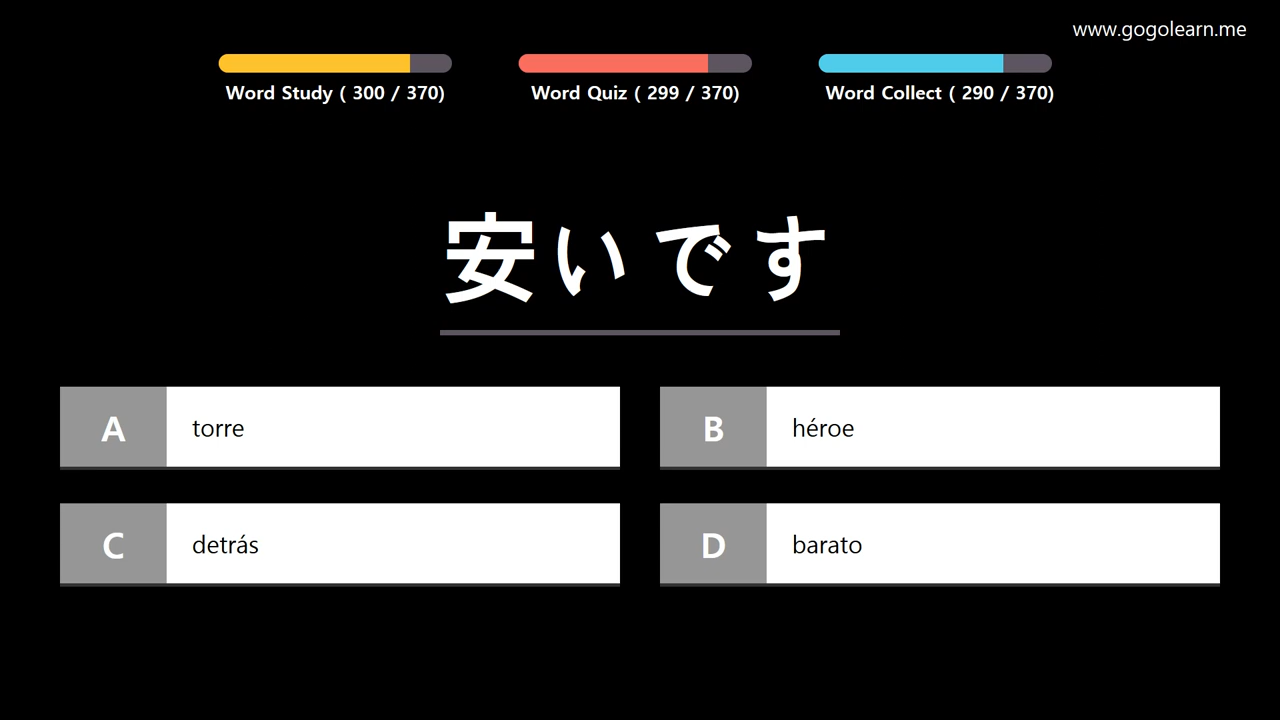 www.gogolearn.me
Word Study ( 300 / 370)
Word Quiz ( 299 / 370)
Word Collect ( 290 / 370)
安いです
A
torre
B
héroe
C
detrás
D
barato